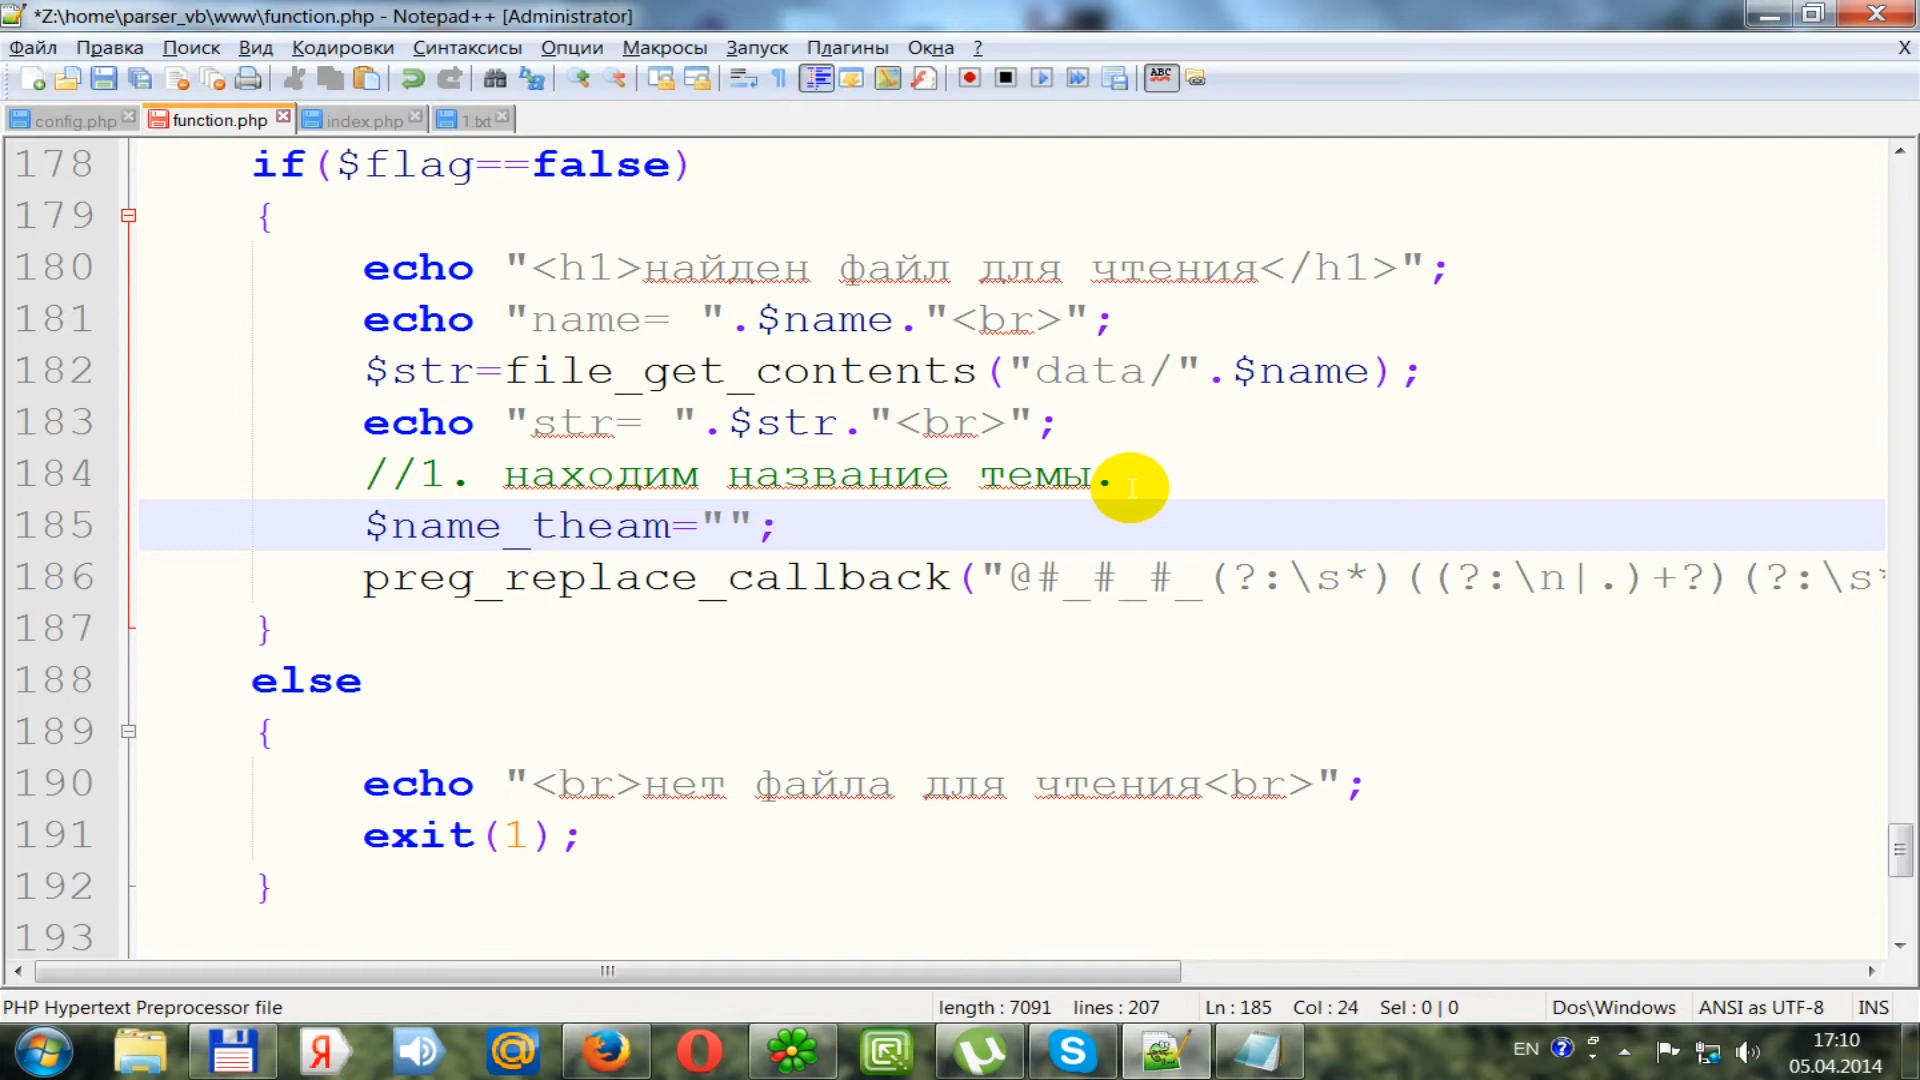 *Z:\home\parser_vb\www\function.php - Notepad++ [Administrator]
Файл Правка Поиск Вид Кодировки Синтаксисы Опции Макросы Запуск Плагины Окна ? X
ABC
config.php function.php index.php 1.txt
178 if($flag==false)
179 {
180 echo "<h1>найден файл для чтения</h1>";
181 echo "name= ".$name."<br>";
182 $str=file_get_contents("data/".$name);
183 echo "str= ".$str."<br>";
184 //1. находим название темы.
185 $name_theam="";
186 preg_replace_callback("@#_#_#_(?:\s*)((?:\n|.)+?)(?:\s*
187 }
188 else
189 {
190 echo "<br>нет файла для чтения<br>";
191 exit(1);
192 }
193
PHP Hypertext Preprocessor file length : 7091 lines : 207 Ln : 185 Col : 24 Sel : 0 | 0 Dos\Windows ANSI as UTF-8 INS
EN 17:10
05.04.2014